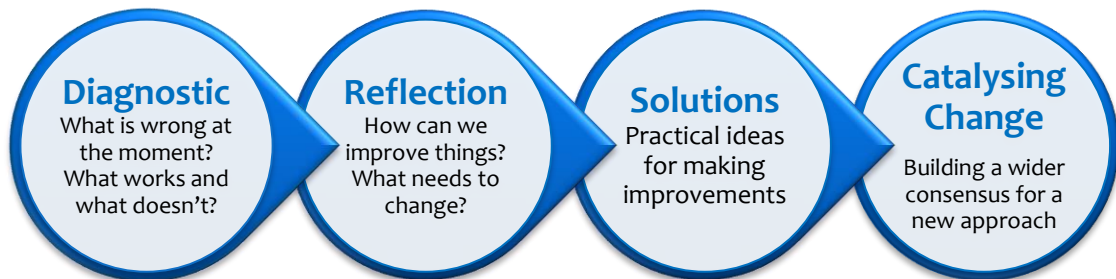 Diagnostic
What is wrong at
the moment?
What works and
what doesn't?
Reflection
How can we
improve things?
What needs to
change?
Solutions
Practical ideas
for making
improvements
Catalysing
Change
Building a wider
consensus for a
new approach